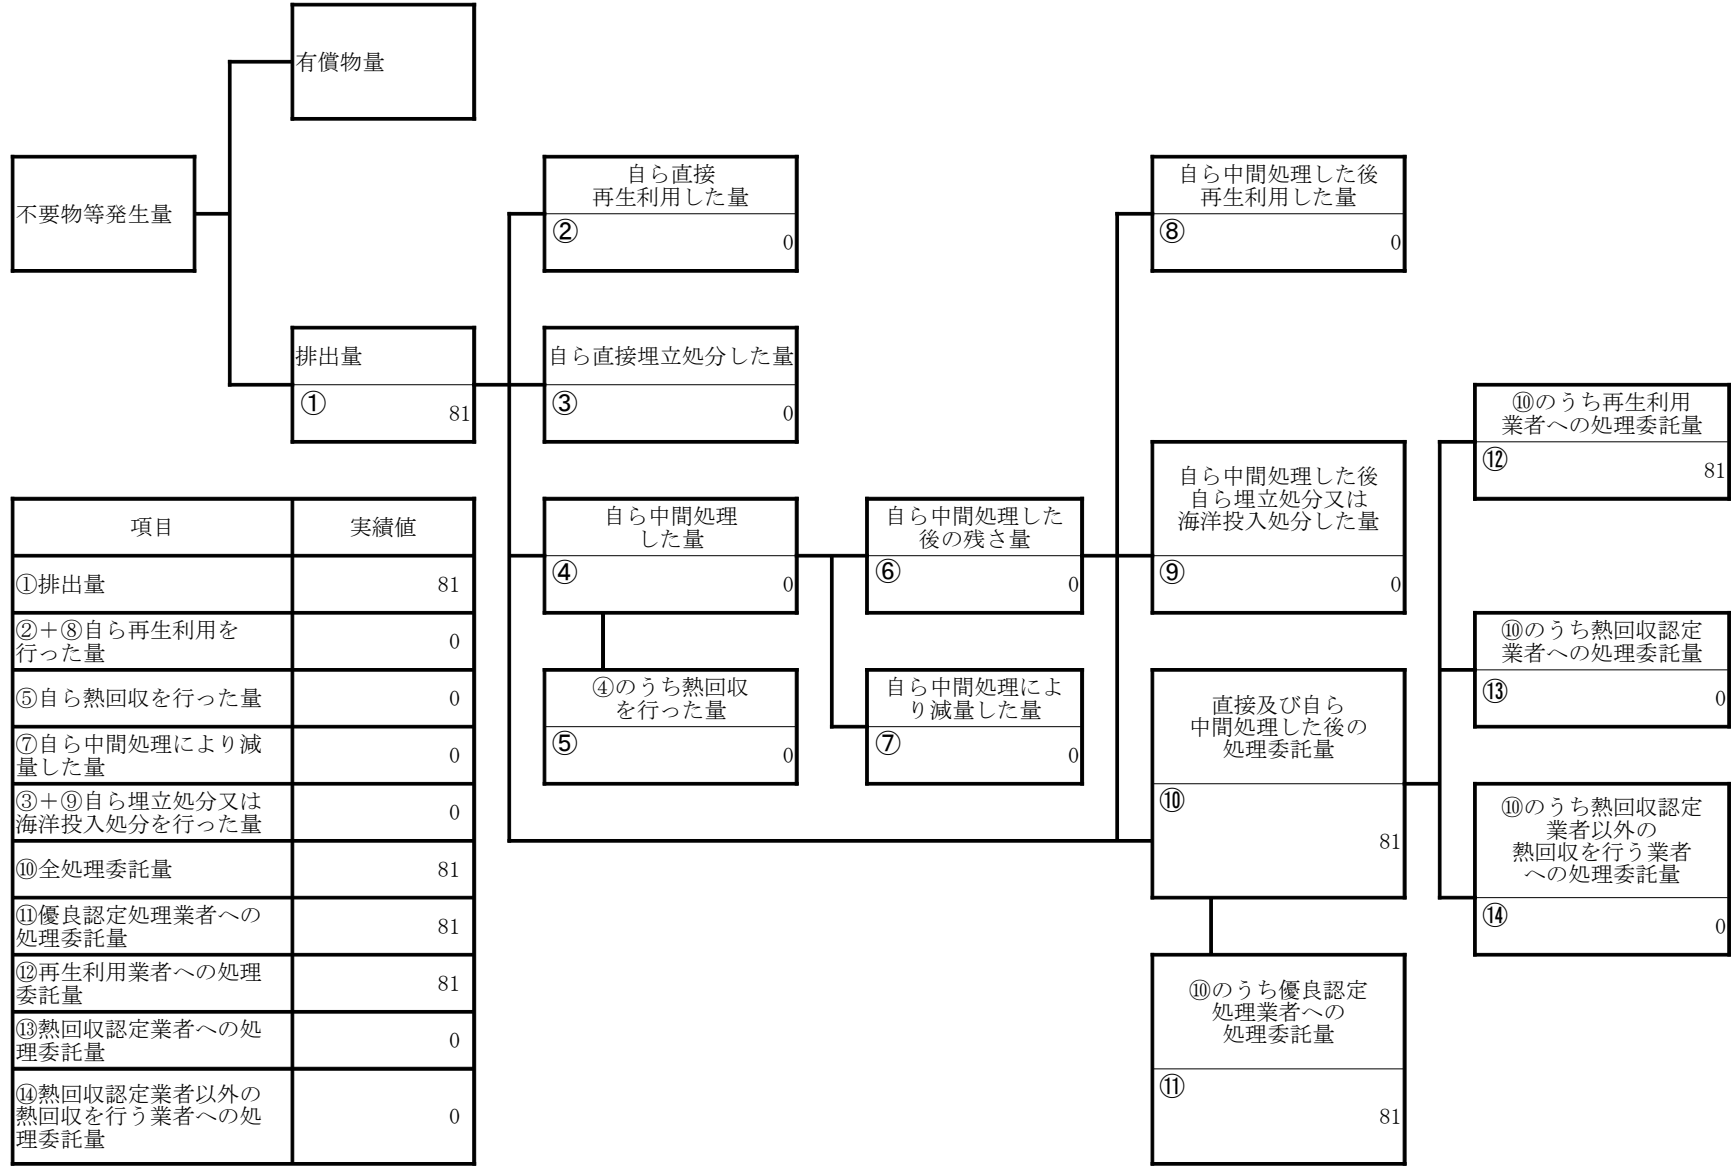 有償物量
不要物等発生量
自ら直接
再生利用した量
②
0
自ら中間処理した後
再生利用した量
⑧
0
排出量
①
81
自ら直接埋立処分した量
③
0
⑩のうち再生利用
業者への処理委託量
⑫
81
自ら中間処理
した量
④
0
自ら中間処理した
後の残さ量
⑥
0
自ら中間処理した後
自ら埋立処分又は
海洋投入処分した量
⑨
0
⑩のうち熱回収認定
業者への処理委託量
⑬
0
④のうち熱回収
を行った量
⑤
0
自ら中間処理によ
り減量した量
⑦
0
直接及び自ら
中間処理した後の
処理委託量
⑩
81
⑩のうち熱回収認定
業者以外の
熱回収を行う業者
への処理委託量
⑭
0
⑩のうち優良認定
処理業者への
処理委託量
⑪
81
項目 実績値
①排出量 81
②＋⑧自ら再生利用を
行った量 0
⑤自ら熱回収を行った量 0
⑦自ら中間処理により減
量した量 0
③＋⑨自ら埋立処分又は
海洋投入処分を行った量 0
⑩全処理委託量 81
⑪優良認定処理業者への
処理委託量 81
⑫再生利用業者への処理
委託量 81
⑬熱回収認定業者への処
理委託量 0
⑭熱回収認定業者以外の
熱回収を行う業者への処
理委託量 0